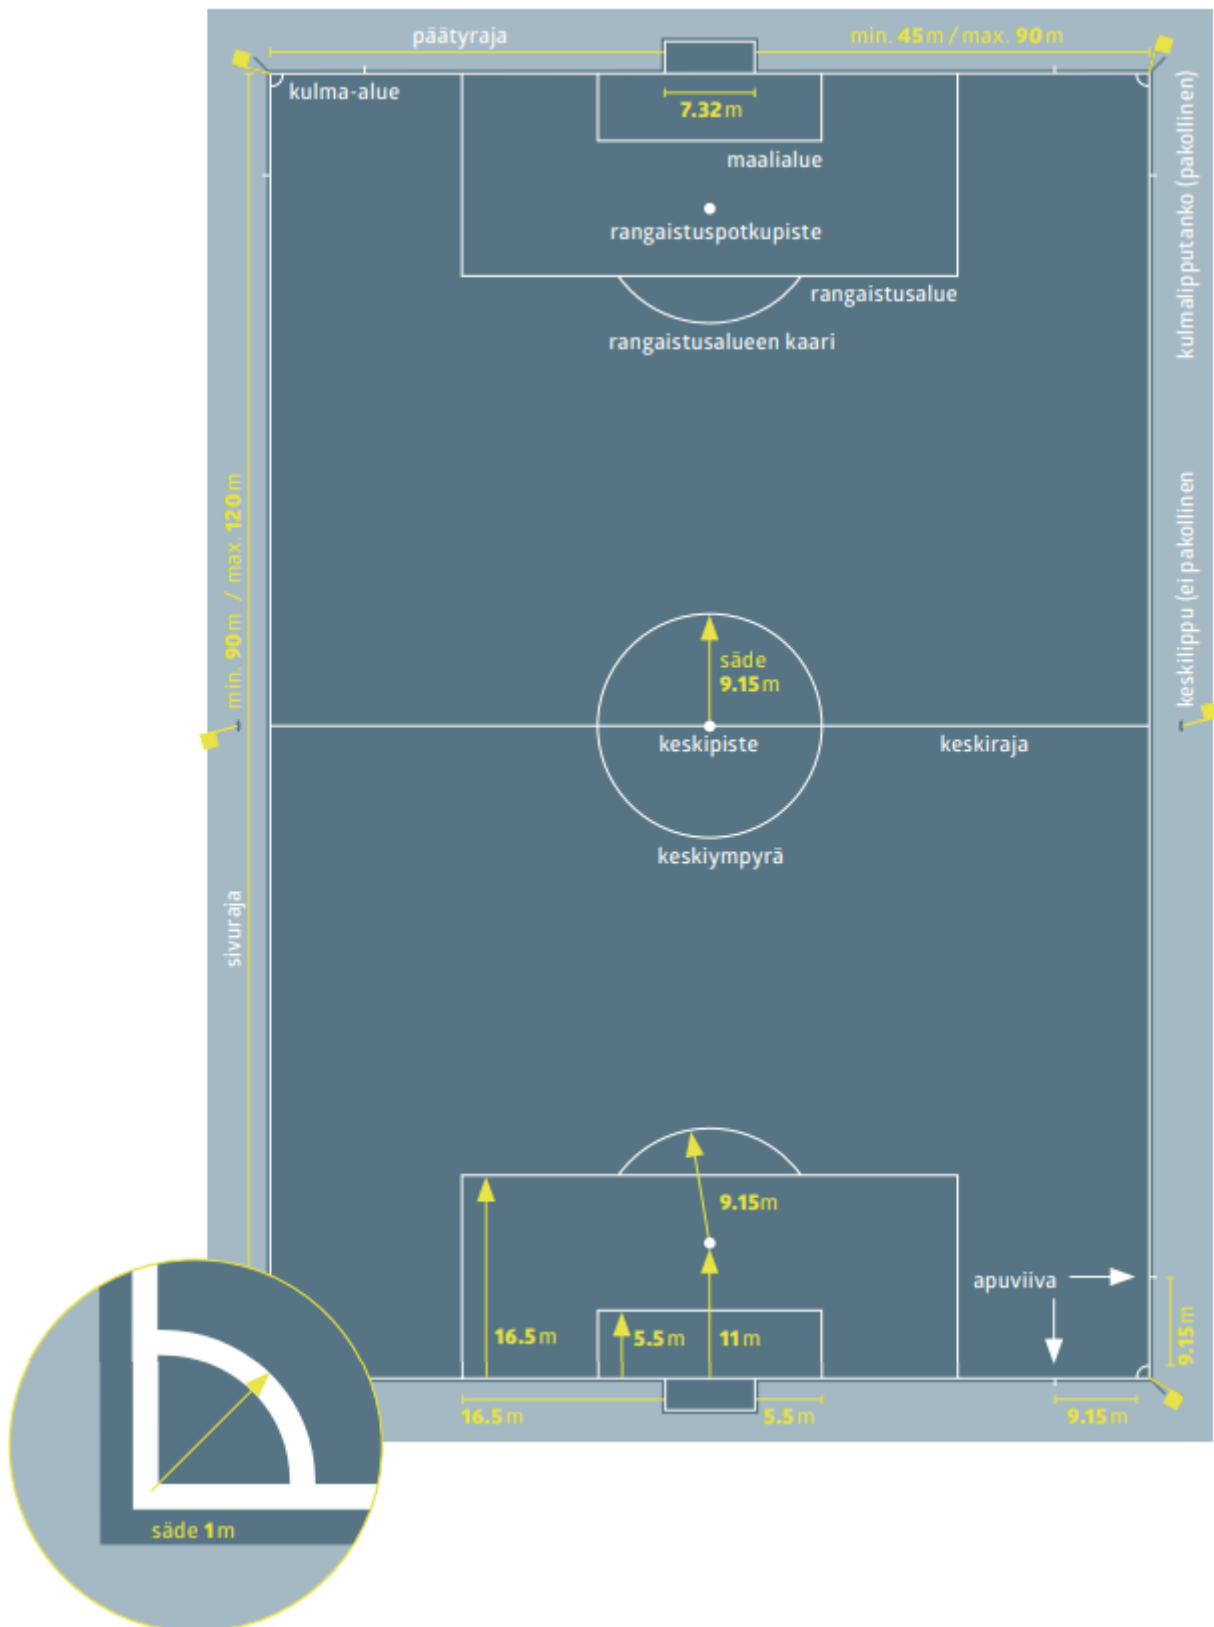 päätyraja
min. 45 m / max. 90 m
kulma-alue
7.32 m
maalialue
rangaistuspotkupiste
rangaistusalue
rangaistusalueen kaari
kulmalipputanko (pakollinen)
min. 90 m / max. 120 m
keskilippu (ei pakollinen
säde
9.15 m
keskipiste
keskiraja
keskiympyrä
sivuraja
9.15 m
apuviiva
16.5 m
5.5 m
11 m
9.15 m
16.5 m
5.5 m
9.15 m
säde 1 m